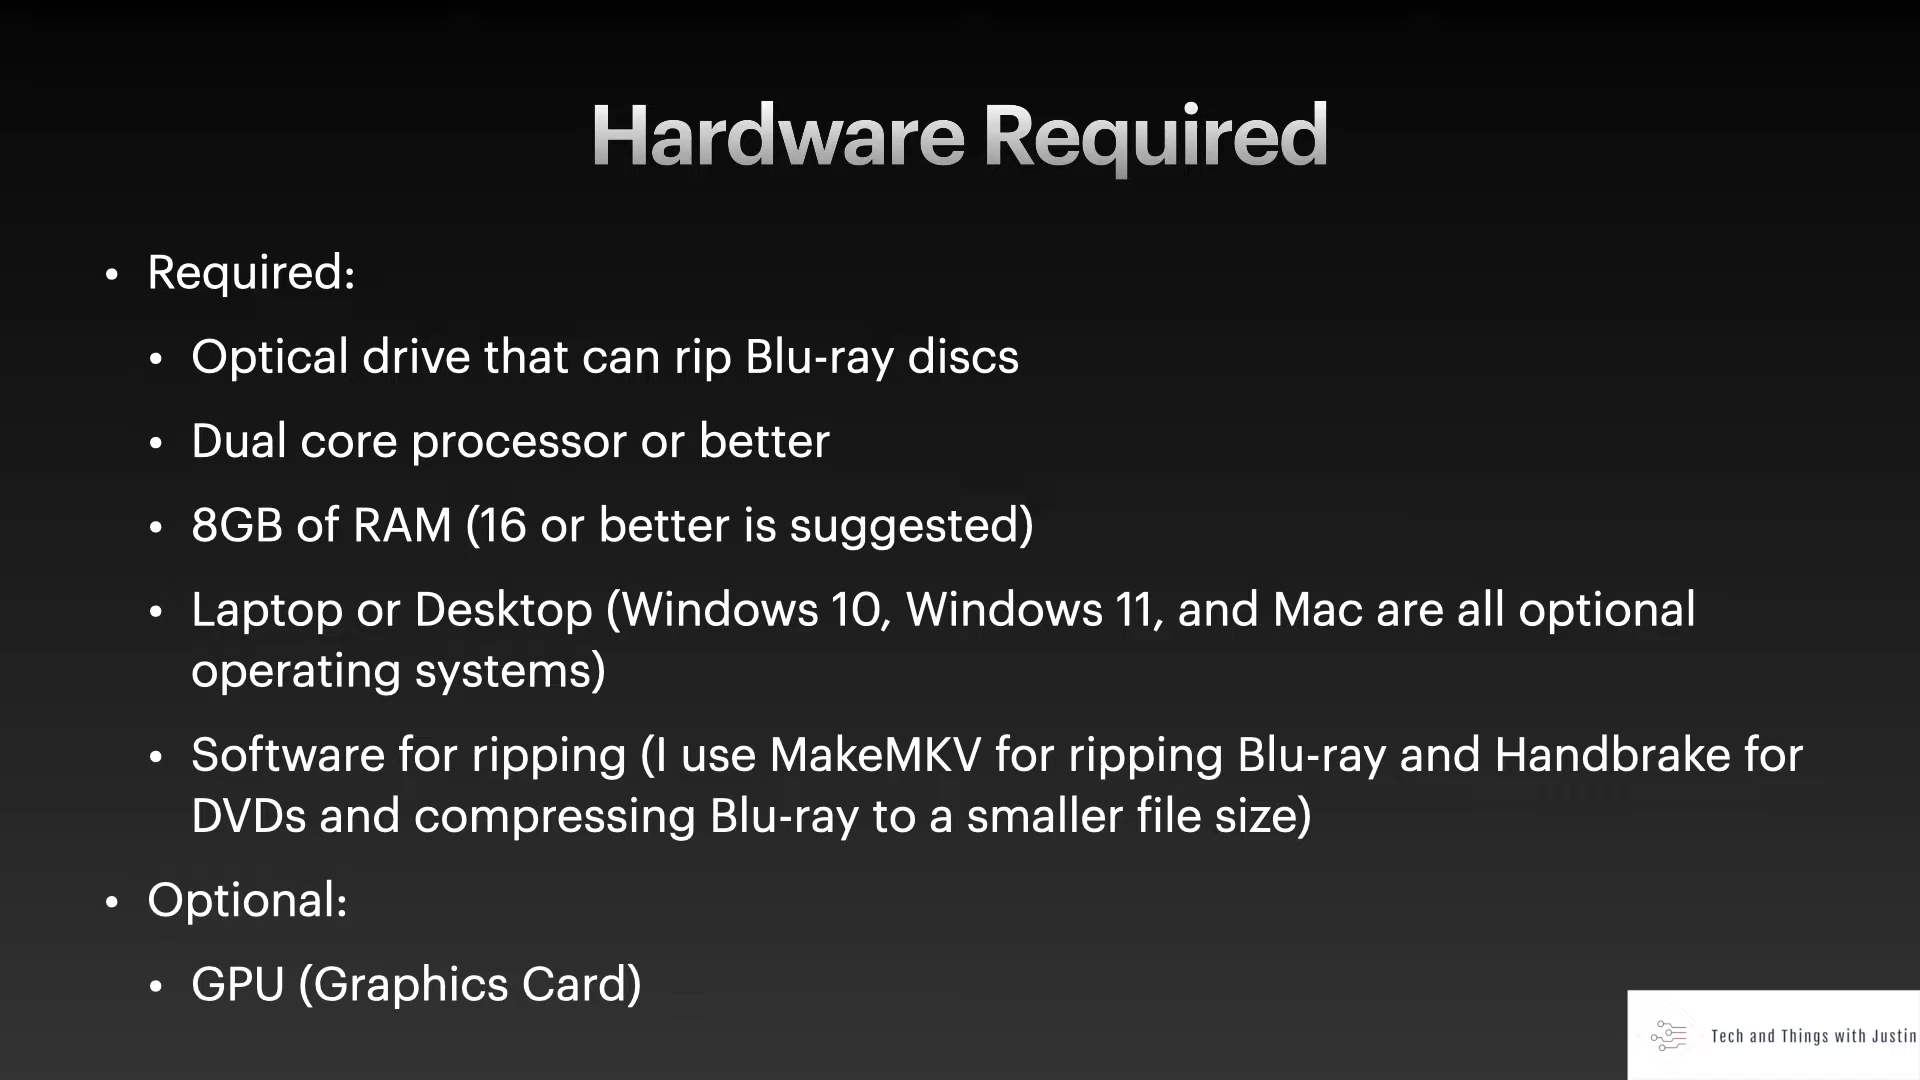 Hardware Required
• Required:
• Optical drive that can rip Blu-ray discs
• Dual core processor or better
• 8GB of RAM (16 or better is suggested)
• Laptop or Desktop (Windows 10, Windows 11, and Mac are all optional
operating systems)
• Software for ripping (I use MakeMKV for ripping Blu-ray and Handbrake for
DVDs and compressing Blu-ray to a smaller file size)
• Optional:
• GPU (Graphics Card)
Tech and Things with Justin